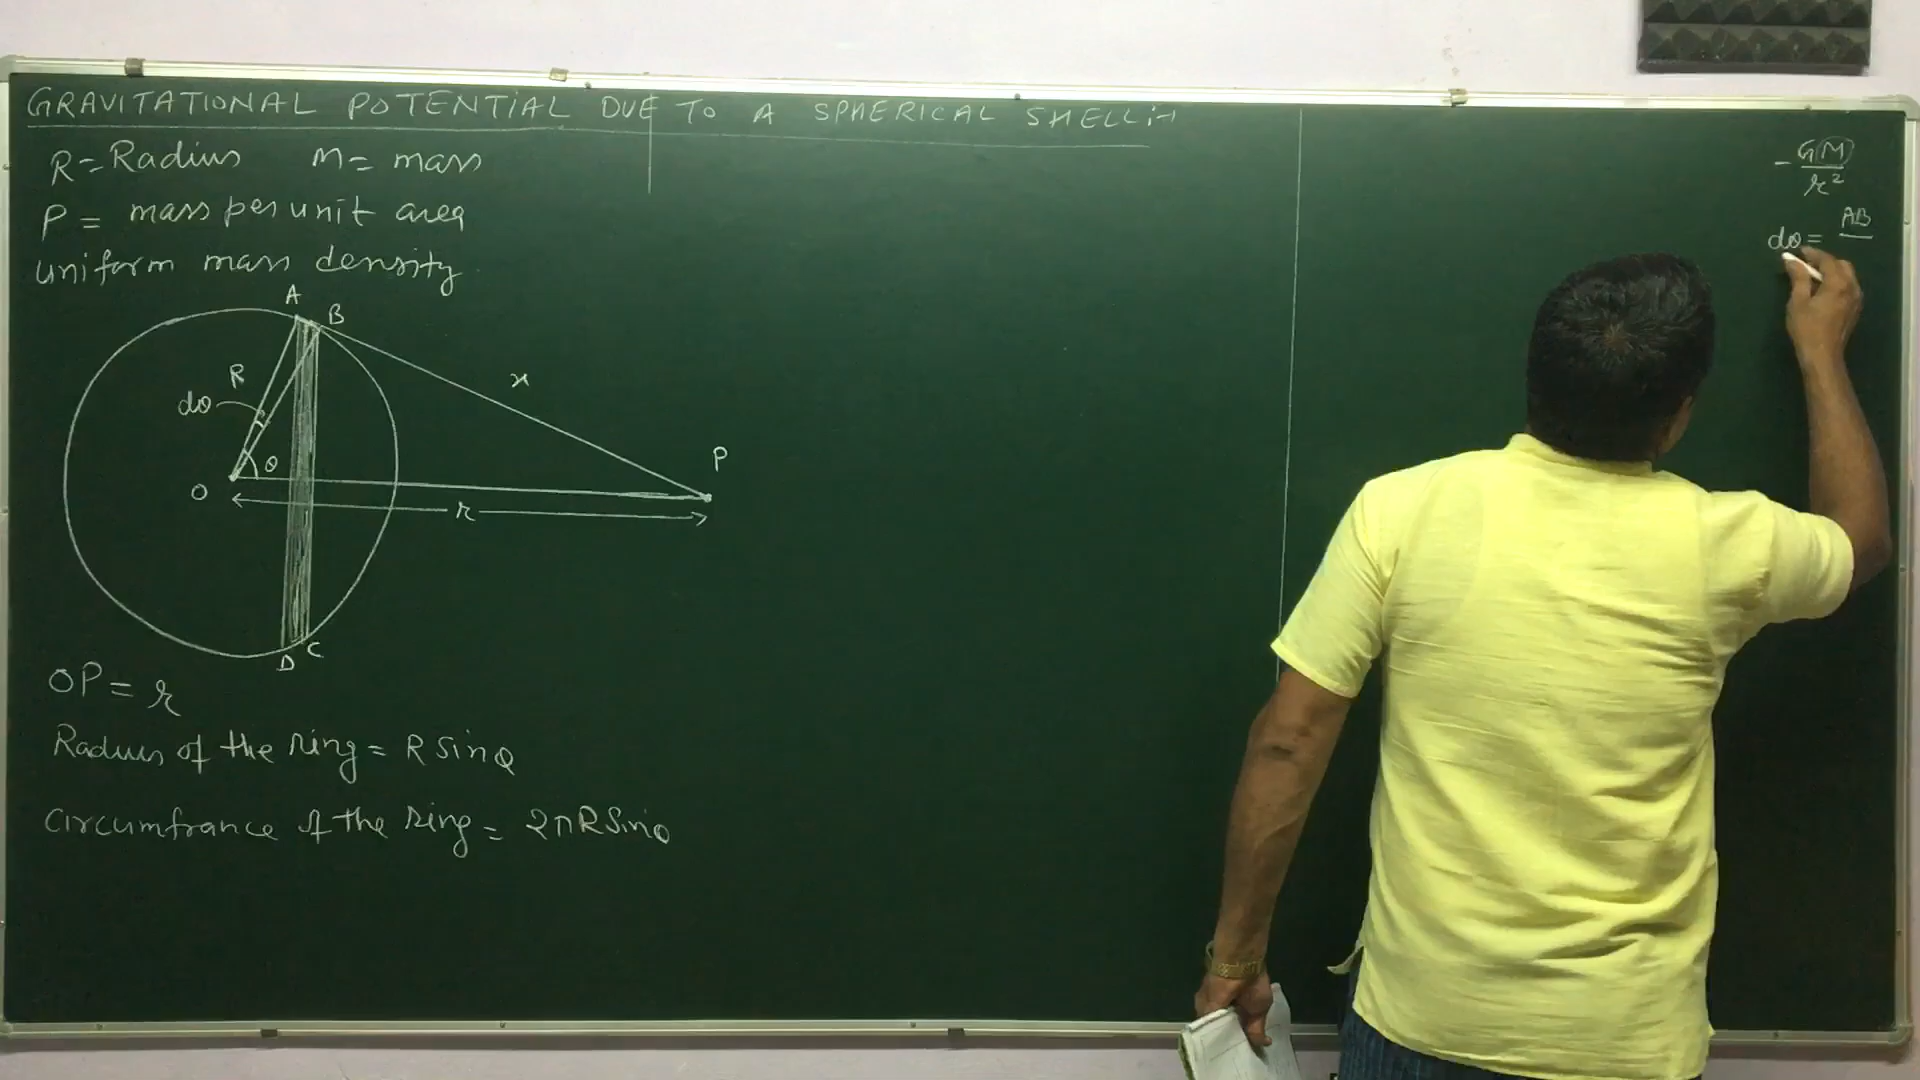 GRAVITATIONAL POTENTIAL DUE TO A SPHERICAL SHELL:-
R = Radius M = mass
ρ = mass per unit area
uniform mass density
A
B
R
x
dθ
θ
P
O
r
D C
OP = r
Radius of the ring = R Sinθ
circumfrance of the ring = 2πR Sinθ
- GM
r²
AB
dθ =